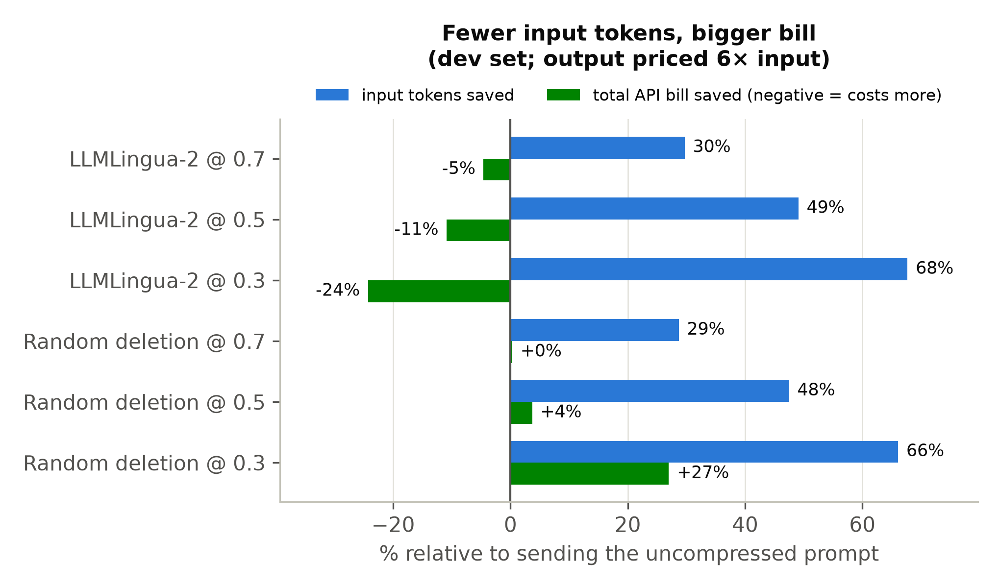 Fewer input tokens, bigger bill
(dev set; output priced 6× input)
input tokens saved
total API bill saved (negative = costs more)
LLMLingua-2 @ 0.7
30%
-5%
LLMLingua-2 @ 0.5
49%
-11%
LLMLingua-2 @ 0.3
68%
-24%
Random deletion @ 0.7
29%
+0%
Random deletion @ 0.5
48%
+4%
Random deletion @ 0.3
66%
+27%
−20 0 20 40 60
% relative to sending the uncompressed prompt